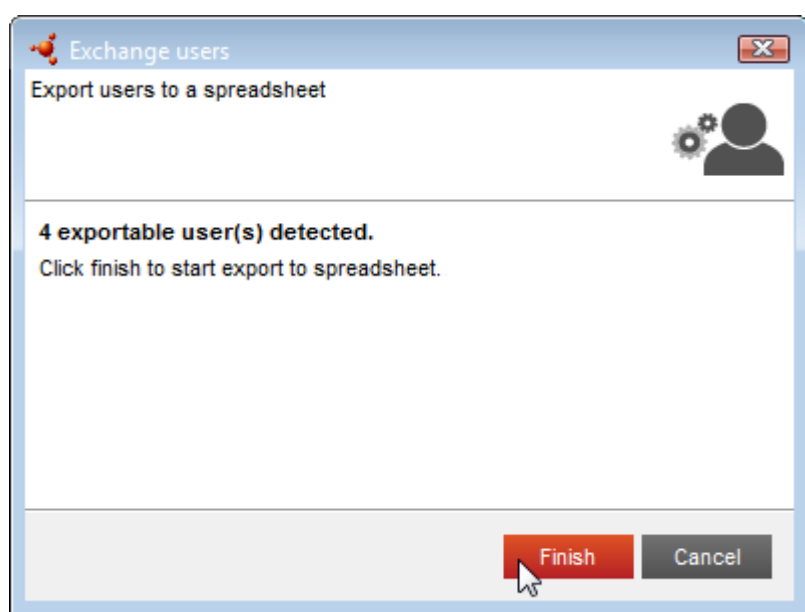 Exchange users
Export users to a spreadsheet
4 exportable user(s) detected.
Click finish to start export to spreadsheet.
Finish
Cancel